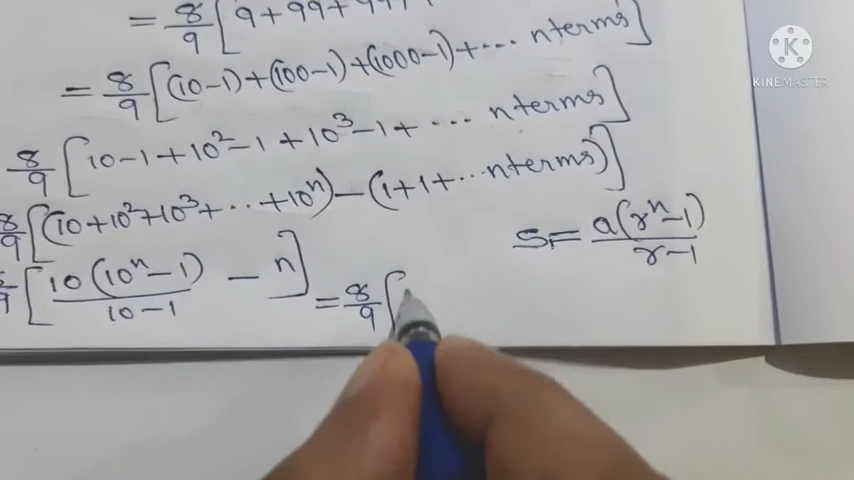 = 8/9 [9 + 99 +
= 8/9 [(10-1)+(100-1)+(1000-1)+ ... n terms]
8/9 [10-1+10²-1+10³-1+ ... n terms]
8/9 [(10+10²+10³+...+10ⁿ)-(1+1+...n terms)]
S = a(rⁿ-1)/r-1
[10(10ⁿ-1)/10-1 - n] = 8/9 [
K
KINEMASTER